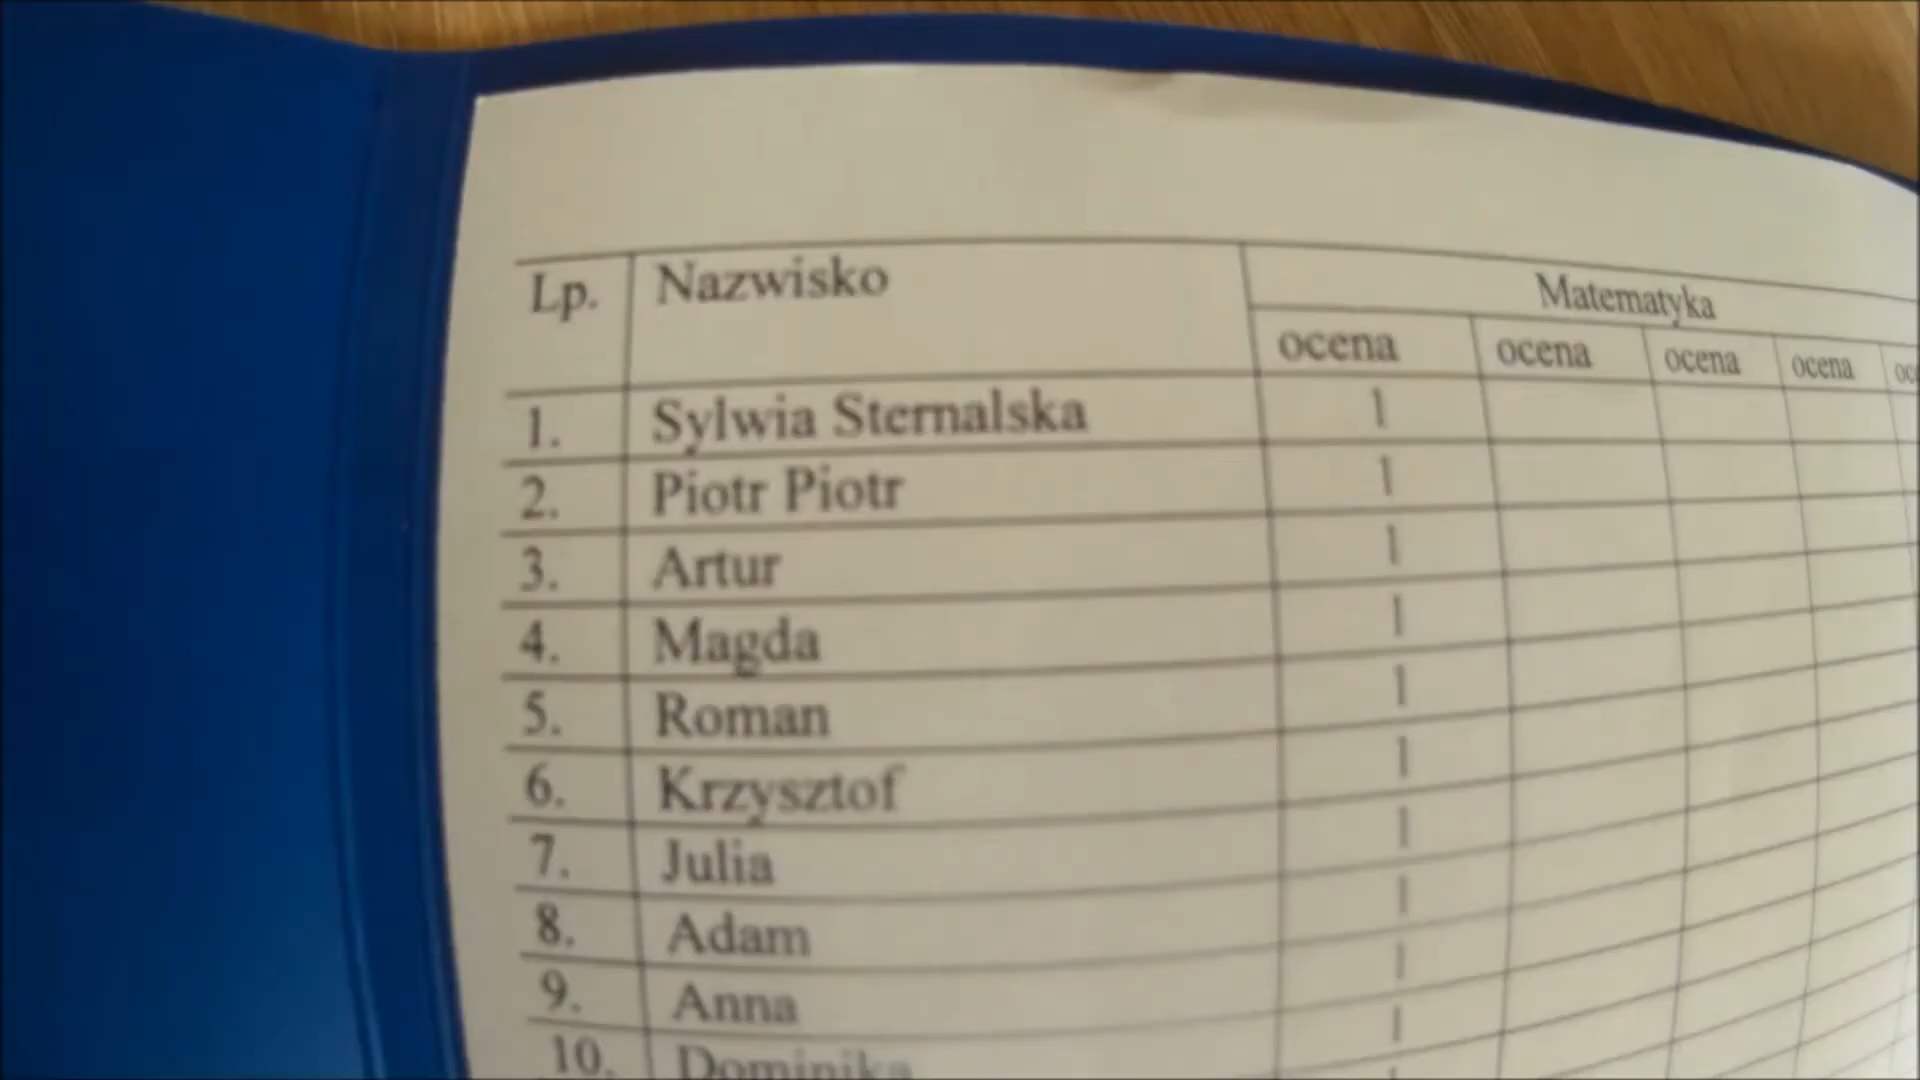 Lp. Nazwisko Matematyka
ocena ocena ocena ocena
1. Sylwia Sternalska 1
2. Piotr Piotr 1
3. Artur 1
4. Magda 1
5. Roman 1
6. Krzysztof 1
7. Julia 1
8. Adam 1
9. Anna 1
10. Dominika 1